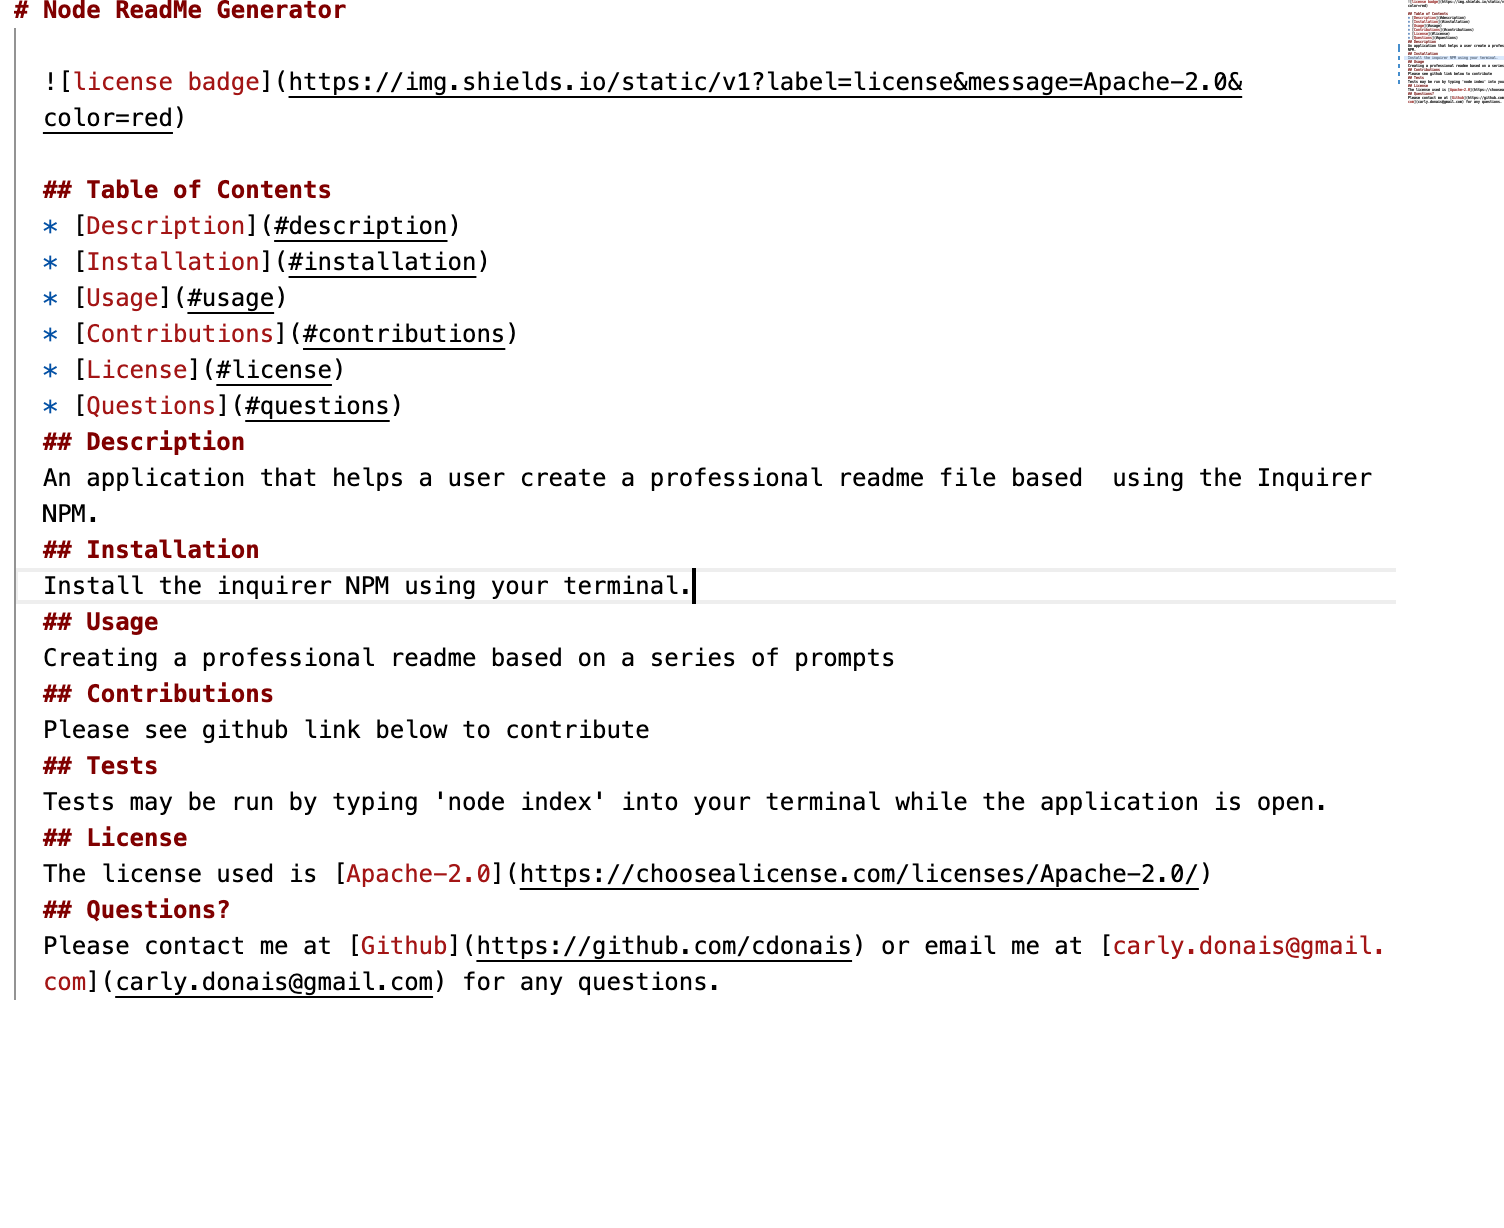 # Node ReadMe Generator
![license badge](https://img.shields.io/static/v1?label=license&message=Apache-2.0&
color=red)
## Table of Contents
* [Description](#description)
* [Installation](#installation)
* [Usage](#usage)
* [Contributions](#contributions)
* [License](#license)
* [Questions](#questions)
## Description
An application that helps a user create a professional readme file based  using the Inquirer
NPM.
## Installation
Install the inquirer NPM using your terminal.
## Usage
Creating a professional readme based on a series of prompts
## Contributions
Please see github link below to contribute
## Tests
Tests may be run by typing 'node index' into your terminal while the application is open.
## License
The license used is [Apache-2.0](https://choosealicense.com/licenses/Apache-2.0/)
## Questions?
Please contact me at [Github](https://github.com/cdonais) or email me at [carly.donais@gmail.
com](carly.donais@gmail.com) for any questions.